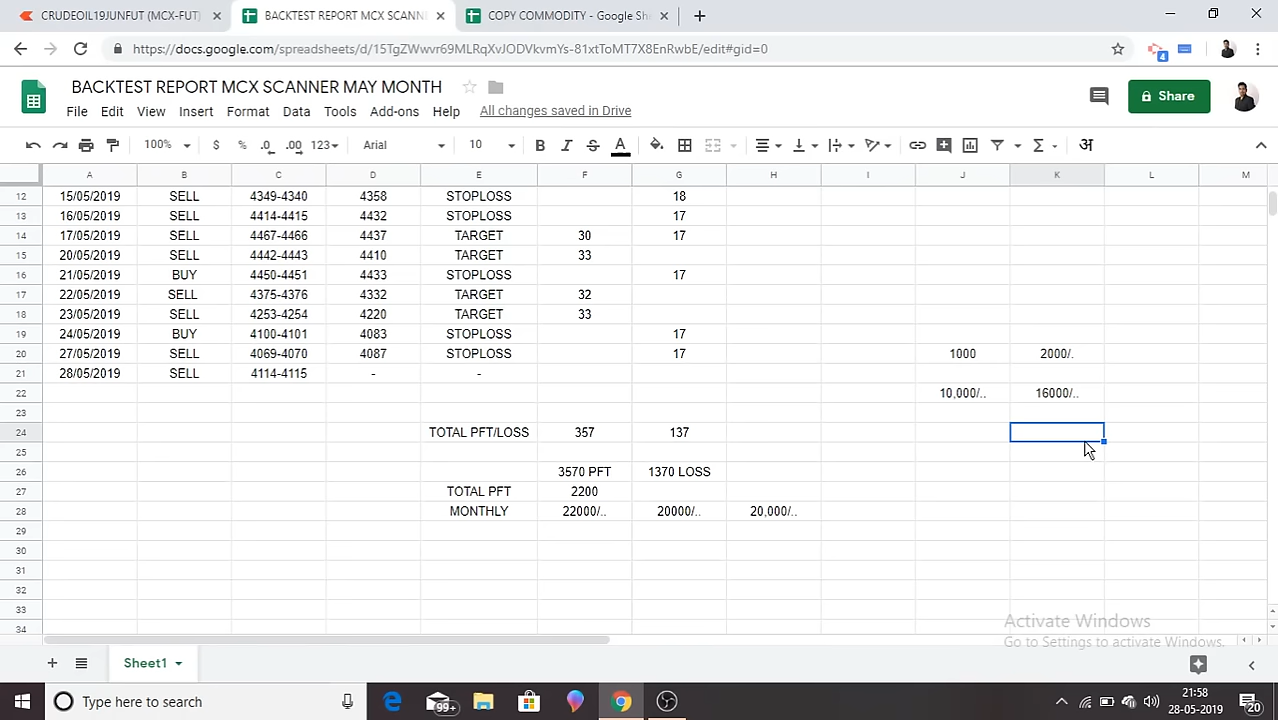 CRUDEOIL19JUNFUT (MCX-FUT)
BACKTEST REPORT MCX SCANN
COPY COMMODITY - Google She
https://docs.google.com/spreadsheets/d/15TgZWwvr69MLRqXvJODVkvmYs-81xtToMT7X8EnRwbE/edit#gid=0
4
BACKTEST REPORT MCX SCANNER MAY MONTH
File Edit View Insert Format Data Tools Add-ons Help All changes saved in Drive
Share
100% $ % .0 .00 123 Arial 10 B I S A Σ अ
A B C D E F G H I J K L M
12 15/05/2019 SELL 4349-4340 4358 STOPLOSS 18
13 16/05/2019 SELL 4414-4415 4432 STOPLOSS 17
14 17/05/2019 SELL 4467-4466 4437 TARGET 30 17
15 20/05/2019 SELL 4442-4443 4410 TARGET 33
16 21/05/2019 BUY 4450-4451 4433 STOPLOSS 17
17 22/05/2019 SELL 4375-4376 4332 TARGET 32
18 23/05/2019 SELL 4253-4254 4220 TARGET 33
19 24/05/2019 BUY 4100-4101 4083 STOPLOSS 17
20 27/05/2019 SELL 4069-4070 4087 STOPLOSS 17 1000 2000/.
21 28/05/2019 SELL 4114-4115 - -
22 10,000/.. 16000/..
23
24 TOTAL PFT/LOSS 357 137
25
26 3570 PFT 1370 LOSS
27 TOTAL PFT 2200
28 MONTHLY 22000/.. 20000/.. 20,000/..
29
30
31
32
33
34
Activate Windows
Go to Settings to activate Windows.
Sheet1
Type here to search
99+
21:58
28-05-2019
20